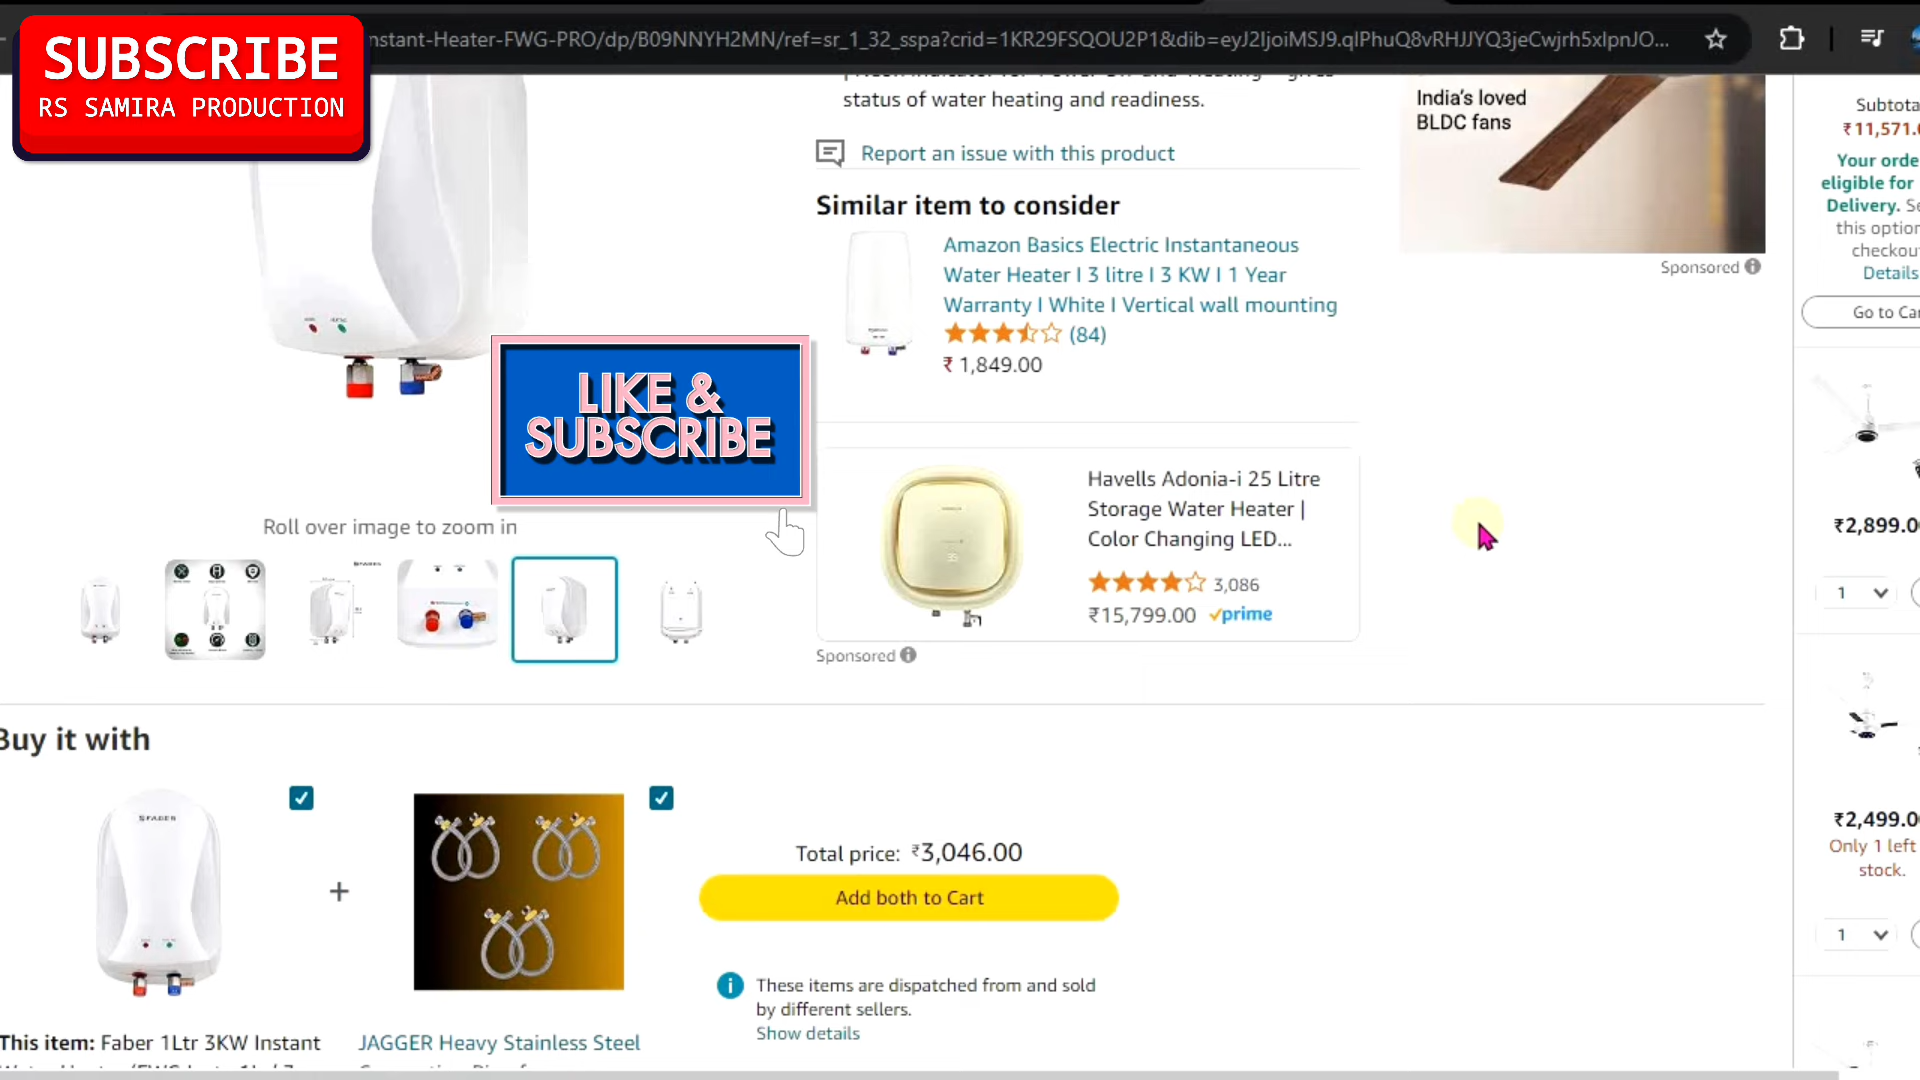 SUBSCRIBE
RS SAMIRA PRODUCTION
nstant-Heater-FWG-PRO/dp/B09NNYH2MN/ref=sr_1_32_sspa?crid=1KR29FSQOU2P1&dib=eyJ2IjoiMSJ9.qlPhuQ8vRHJJYQ3jeCwjrh5xlpnJO...
status of water heating and readiness.
Report an issue with this product
Similar item to consider
Amazon Basics Electric Instantaneous
Water Heater I 3 litre I 3 KW I 1 Year
Warranty I White I Vertical wall mounting
(84)
₹ 1,849.00
India's loved
BLDC fans
Sponsored
Subtota
₹11,571.
Your orde
eligible for
Delivery. Se
this option
checkou
Details
Go to Car
LIKE &
SUBSCRIBE
Roll over image to zoom in
Havells Adonia-i 25 Litre
Storage Water Heater |
Color Changing LED...
3,086
₹15,799.00 prime
Sponsored
₹2,899.0
1
₹2,499.0
Only 1 left
stock.
1
Buy it with
FABER
+
Total price: ₹3,046.00
Add both to Cart
These items are dispatched from and sold
by different sellers.
Show details
This item: Faber 1Ltr 3KW Instant
JAGGER Heavy Stainless Steel